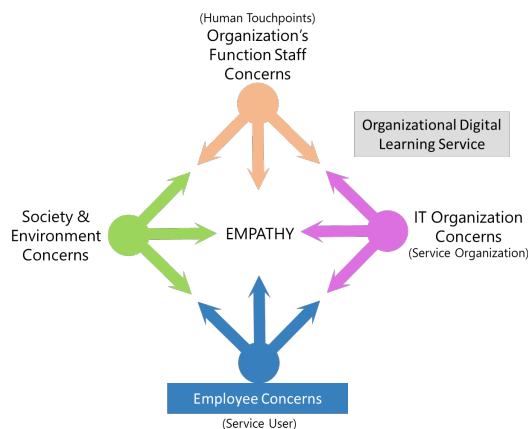 (Human Touchpoints)
Organization's
Function Staff
Concerns
Organizational Digital
Learning Service
Society &
Environment
Concerns
EMPATHY
IT Organization
Concerns
(Service Organization)
Employee Concerns
(Service User)